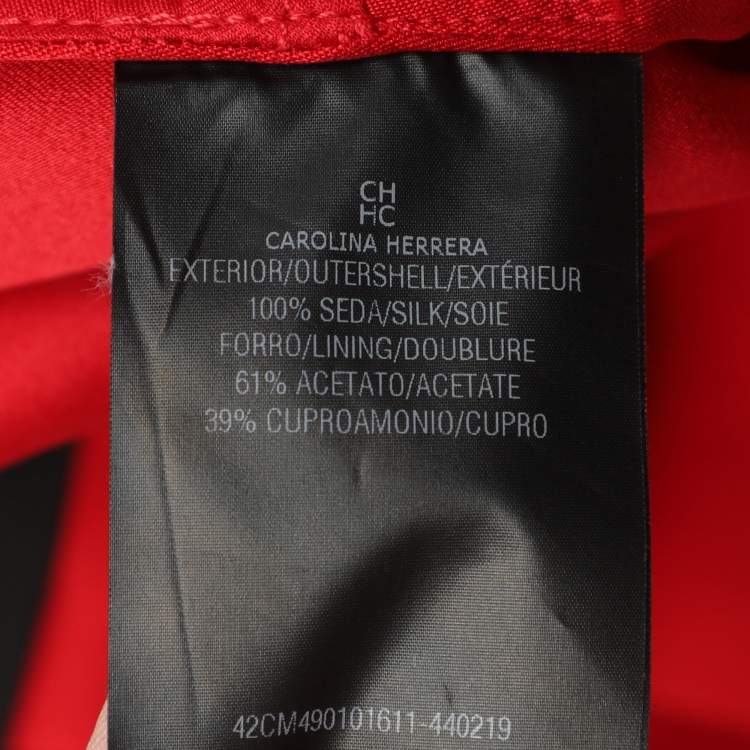 CH
HC
CAROLINA HERRERA
EXTERIOR/OUTERSHELL/EXTÉRIEUR
100% SEDA/SILK/SOIE
FORRO/LINING/DOUBLURE
61% ACETATO/ACETATE
39% CUPROAMONIO/CUPRO
42CM490101611-440219